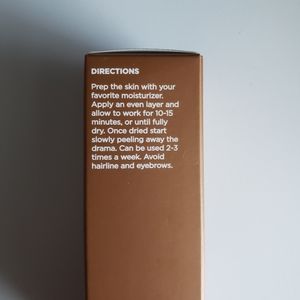 DIRECTIONS
Prep the skin with your
favorite moisturizer.
Apply an even layer and
allow to work for 10-15
minutes, or until fully
dry. Once dried start
slowly peeling away the
drama. Can be used 2-3
times a week. Avoid
hairline and eyebrows.